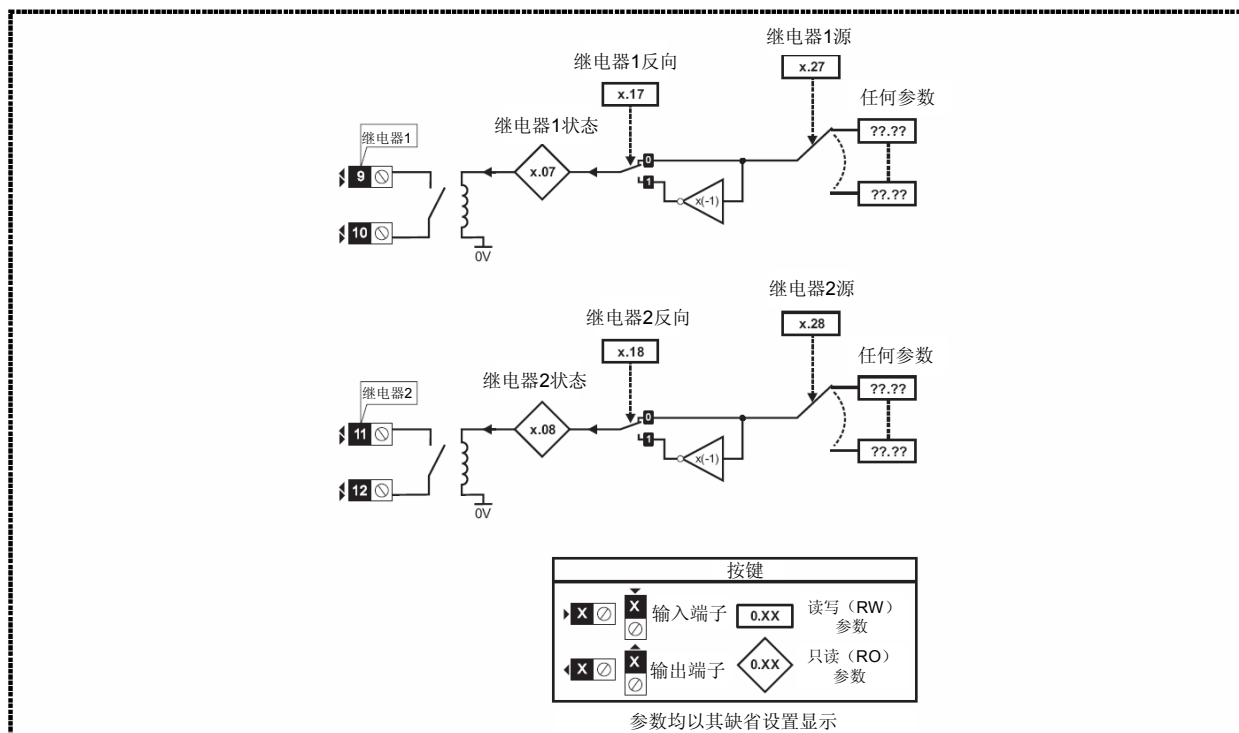 继电器1源
x.27
继电器1反向
x.17
任何参数
??.??
??.??
继电器1状态
x.07
继电器1
9
10
0
1
x(-1)
0V
继电器2源
x.28
继电器2反向
x.18
任何参数
??.??
??.??
继电器2状态
x.08
继电器2
11
12
0
1
x(-1)
0V
按键
X
X
输入端子
0.XX
读写（RW）
参数
X
X
输出端子
0.XX
只读（RO）
参数
参数均以其缺省设置显示